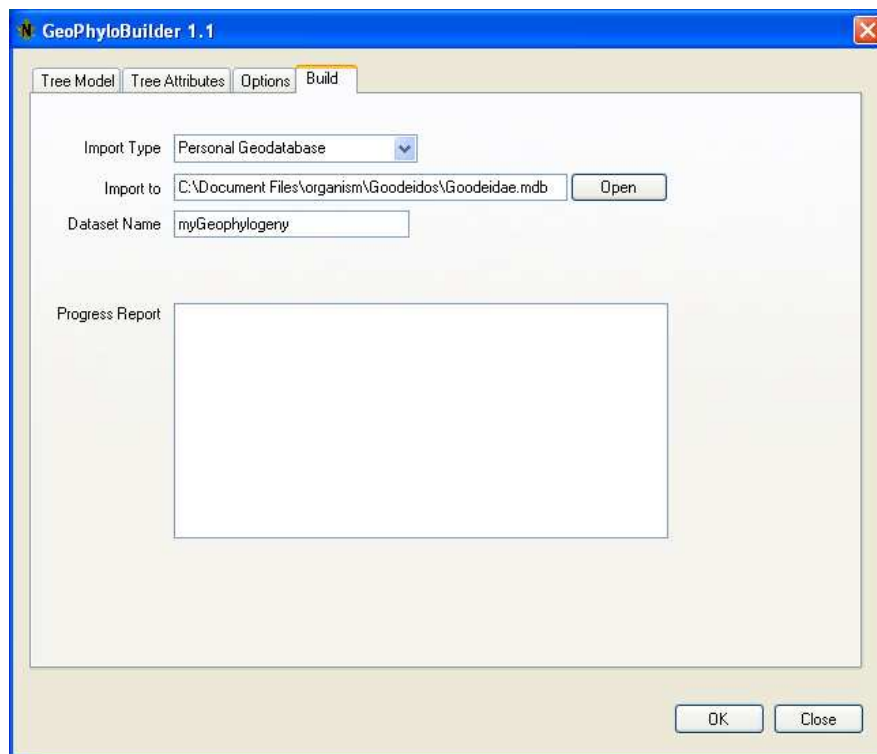 GeoPhyloBuilder 1.1
Tree Model Tree Attributes Options Build
Import Type Personal Geodatabase
Import to C:\Document Files\organism\Goodeidos\Goodeidae.mdb Open
Dataset Name myGeophylogeny
Progress Report
OK Close